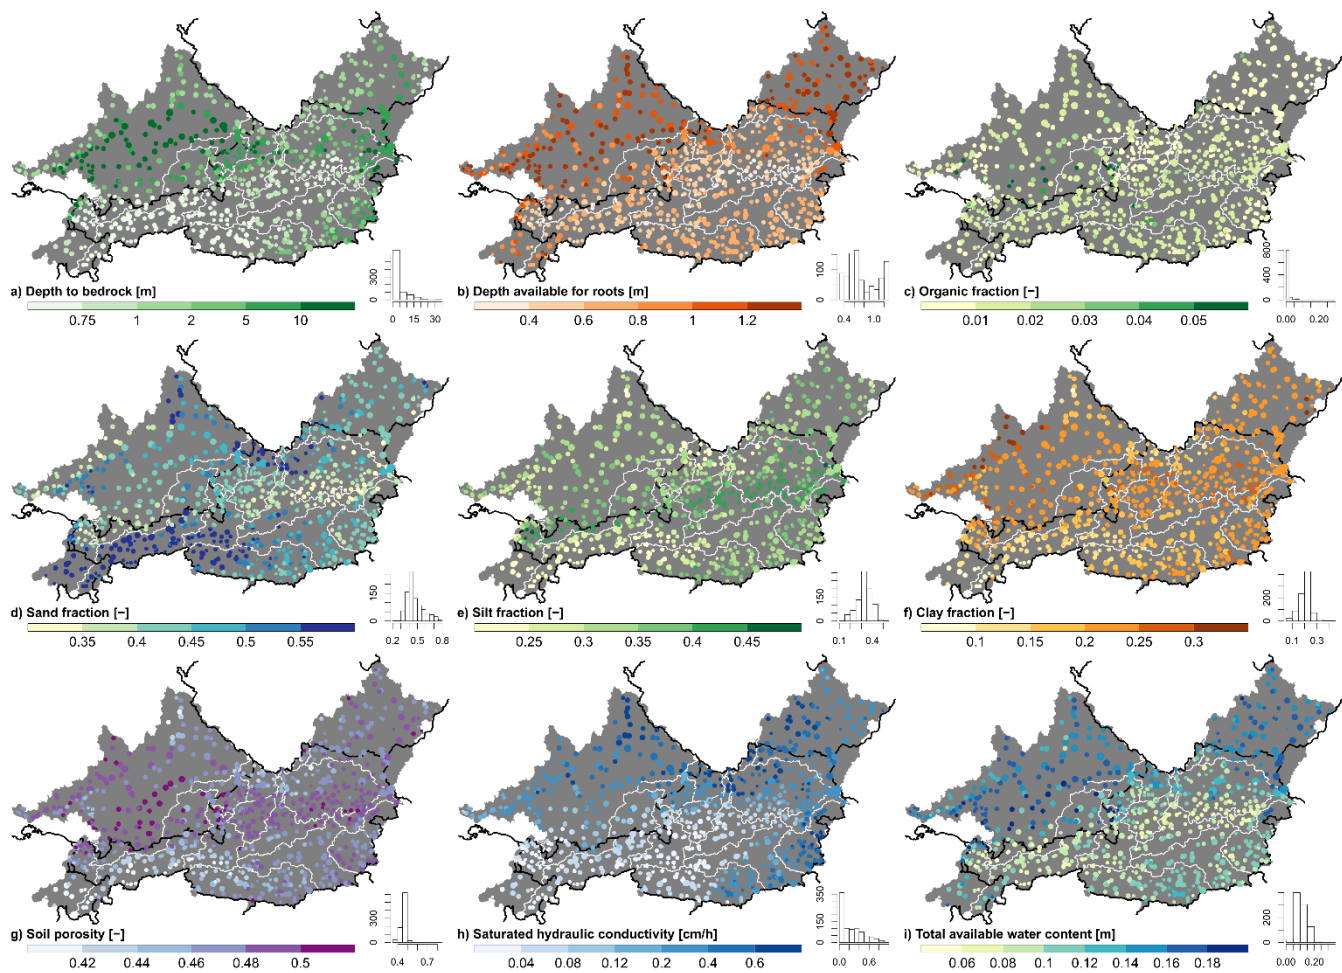 300
0
0 15 30
a) Depth to bedrock [m]
0.75 1 2 5 10
100
0
0.4 1.0
b) Depth available for roots [m]
0.4 0.6 0.8 1 1.2
800
400
0
0.00 0.20
c) Organic fraction [−]
0.01 0.02 0.03 0.04 0.05
150
0
0.2 0.5 0.8
d) Sand fraction [−]
0.35 0.4 0.45 0.5 0.55
150
0
0.1 0.4
e) Silt fraction [−]
0.25 0.3 0.35 0.4 0.45
200
0
0.1 0.3
f) Clay fraction [−]
0.1 0.15 0.2 0.25 0.3
300
0
0.4 0.7
g) Soil porosity [−]
0.42 0.44 0.46 0.48 0.5
350
150
0
0.0 0.6
h) Saturated hydraulic conductivity [cm/h]
0.04 0.08 0.12 0.2 0.4 0.6
200
0
0.00 0.20
i) Total available water content [m]
0.06 0.08 0.1 0.12 0.14 0.16 0.18